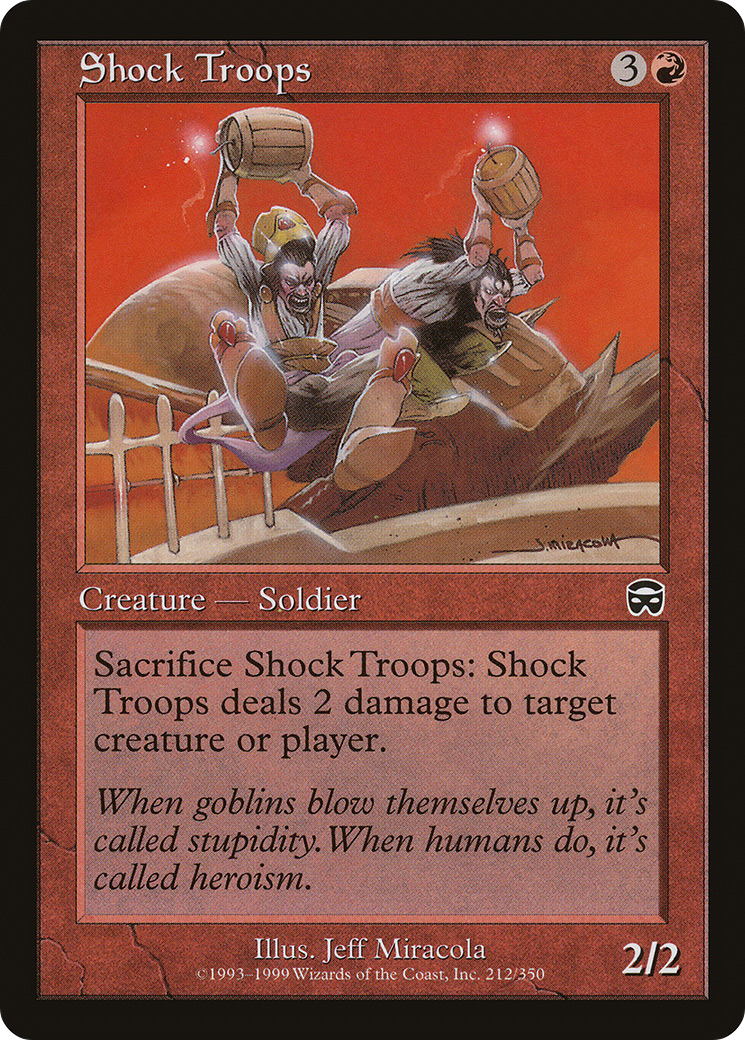 Shock Troops
3
J. MIRACOLA
Creature — Soldier
Sacrifice Shock Troops: Shock
Troops deals 2 damage to target
creature or player.
When goblins blow themselves up, it's
called stupidity. When humans do, it's
called heroism.
Illus. Jeff Miracola
©1993–1999 Wizards of the Coast, Inc. 212/350
2/2